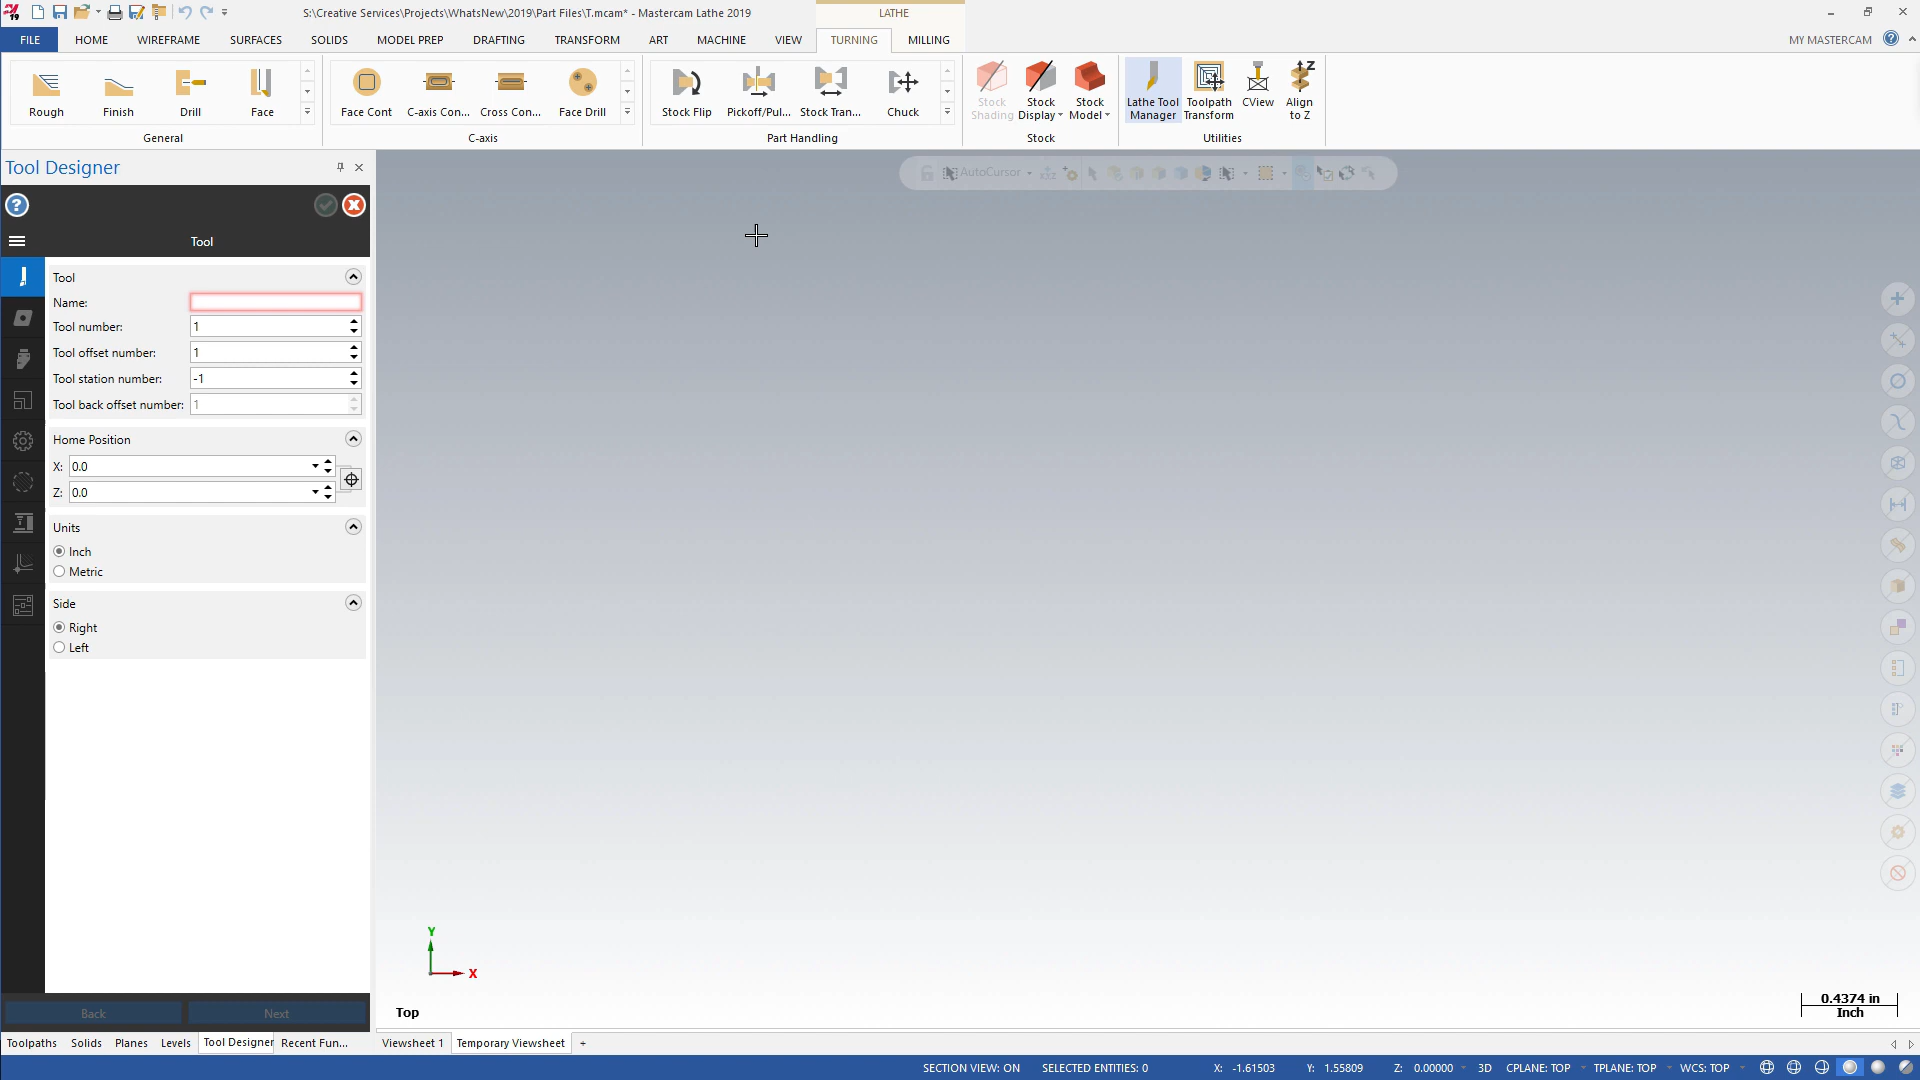 S:\Creative Services\Projects\WhatsNew\2019\Part Files\T.mcam* - Mastercam Lathe 2019
LATHE
FILE HOME WIREFRAME SURFACES SOLIDS MODEL PREP DRAFTING TRANSFORM ART MACHINE VIEW TURNING MILLING MY MASTERCAM
Rough Finish Drill Face
General
Face Cont C-axis Con... Cross Con... Face Drill
C-axis
Stock Flip Pickoff/Pul... Stock Tran... Chuck
Part Handling
Stock Shading Stock Display Stock Model
Stock
Lathe Tool Manager Toolpath Transform CView Align to Z
Utilities
Tool Designer
AutoCursor
Tool
Tool
Name:
Tool number: 1
Tool offset number: 1
Tool station number: -1
Tool back offset number: 1
Home Position
X: 0.0
Z: 0.0
Units
Inch
Metric
Side
Right
Left
Y
X
Top
0.4374 in
Inch
Back Next
Toolpaths Solids Planes Levels Tool Designer Recent Fun... Viewsheet 1 Temporary Viewsheet +
SECTION VIEW: ON SELECTED ENTITIES: 0 X: -1.61503 Y: 1.55809 Z: 0.00000 3D CPLANE: TOP TPLANE: TOP WCS: TOP